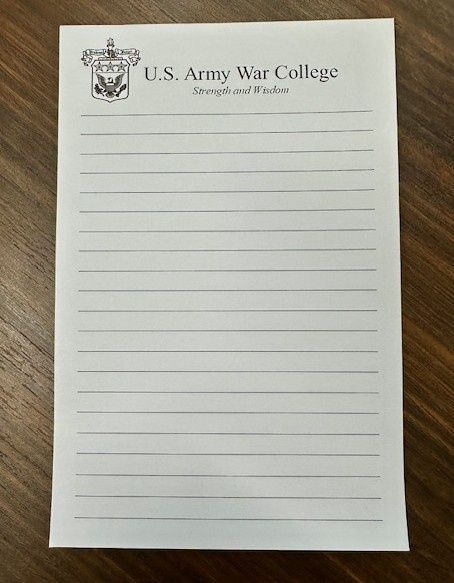 U.S. Army War College
Strength and Wisdom